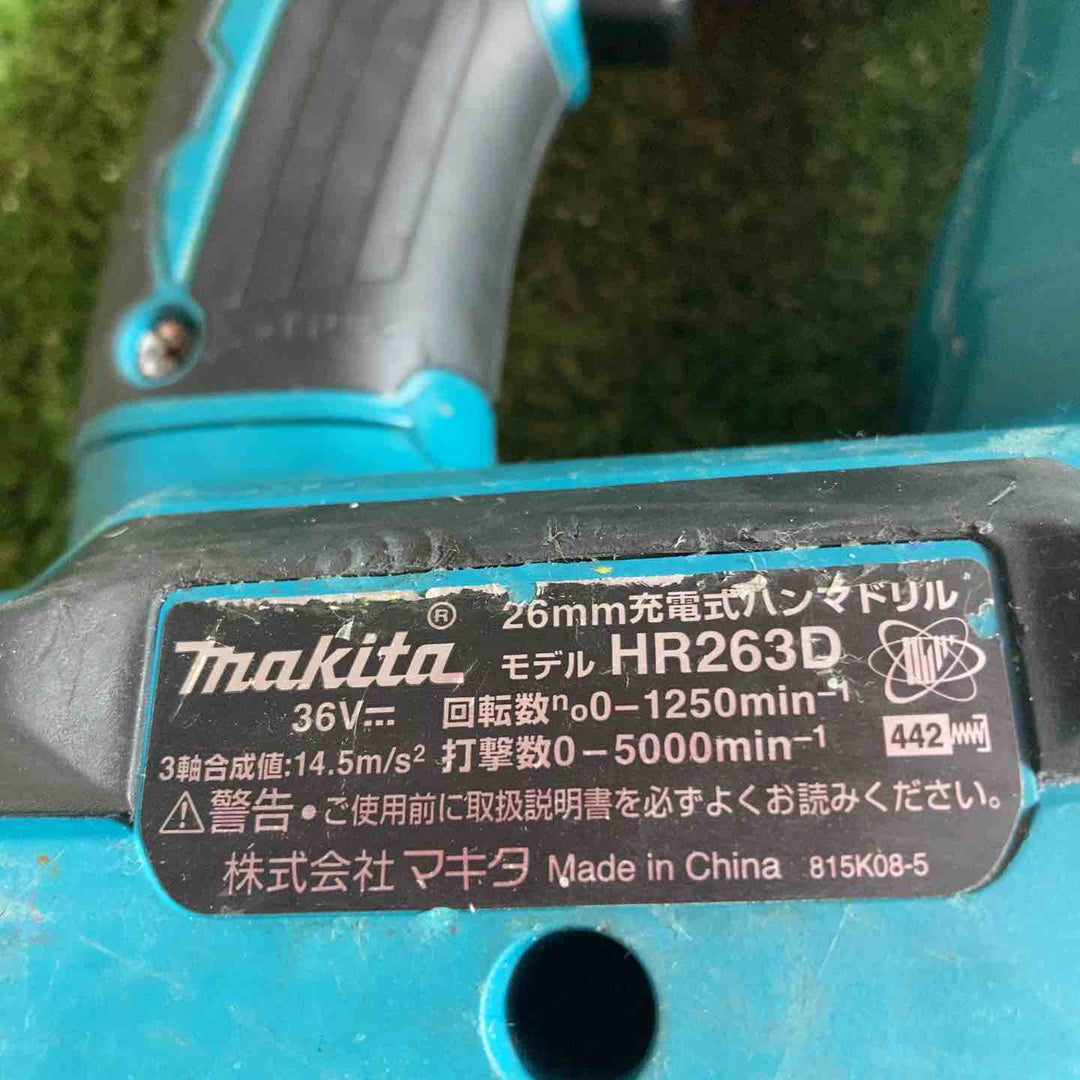 makita®
26mm充電式ハンマドリル
モデル HR263D
36V⎓ 回転数n₀0-1250min⁻¹
3軸合成値:14.5m/s² 打撃数0-5000min⁻¹
442
⚠警告・ご使用前に取扱説明書を必ずよくお読みください。
株式会社 マキタ Made in China 815K08-5